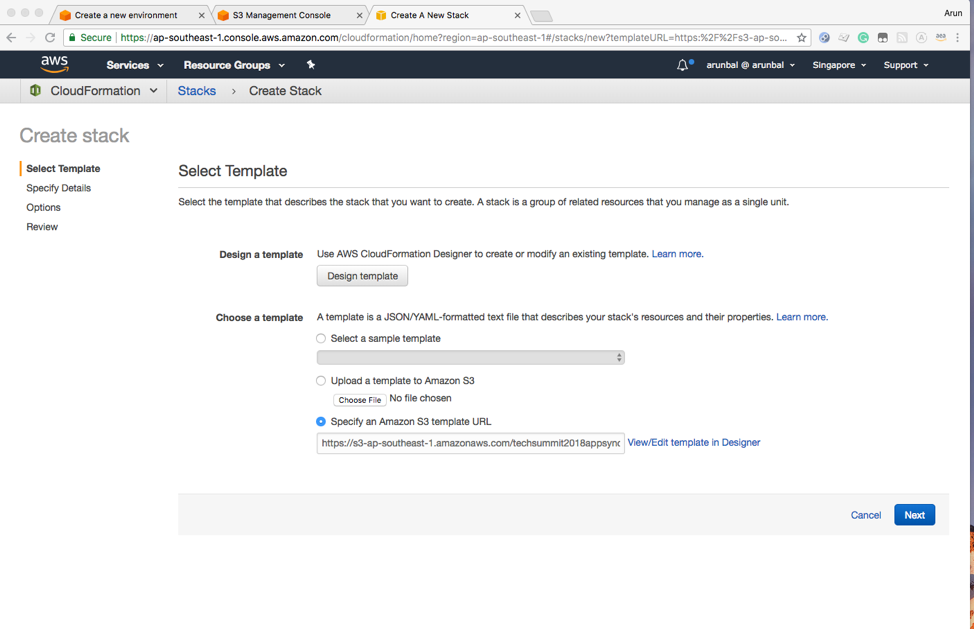 Create a new environment
S3 Management Console
Create A New Stack
Arun
Secure
https://ap-southeast-1.console.aws.amazon.com/cloudformation/home?region=ap-southeast-1#/stacks/new?templateURL=https:%2F%2Fs3-ap-so...
aws
Services
Resource Groups
arunbal @ arunbal
Singapore
Support
CloudFormation
Stacks
Create Stack
Create stack
Select Template
Specify Details
Options
Review
Select Template
Select the template that describes the stack that you want to create. A stack is a group of related resources that you manage as a single unit.
Design a template
Use AWS CloudFormation Designer to create or modify an existing template. Learn more.
Design template
Choose a template
A template is a JSON/YAML-formatted text file that describes your stack's resources and their properties. Learn more.
Select a sample template
Upload a template to Amazon S3
Choose File No file chosen
Specify an Amazon S3 template URL
https://s3-ap-southeast-1.amazonaws.com/techsummit2018appsync
View/Edit template in Designer
Cancel
Next